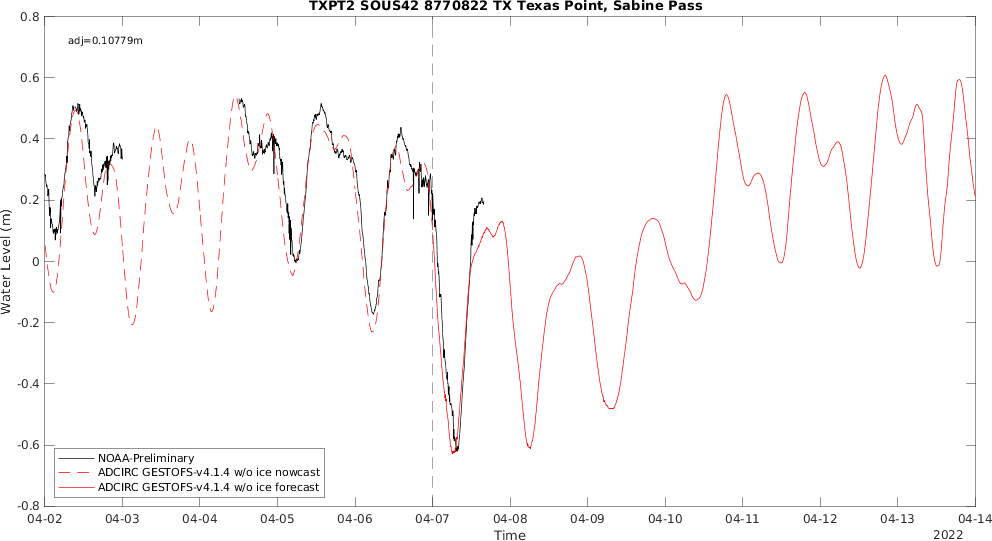 TXPT2 SOUS42 8770822 TX Texas Point, Sabine Pass
adj=0.10779m
0.8
0.6
0.4
0.2
0
-0.2
-0.4
-0.6
-0.8
Water Level (m)
NOAA-Preliminary
ADCIRC GESTOFS-v4.1.4 w/o ice nowcast
ADCIRC GESTOFS-v4.1.4 w/o ice forecast
04-02 04-03 04-04 04-05 04-06 04-07 04-08 04-09 04-10 04-11 04-12 04-13 04-14
Time
2022